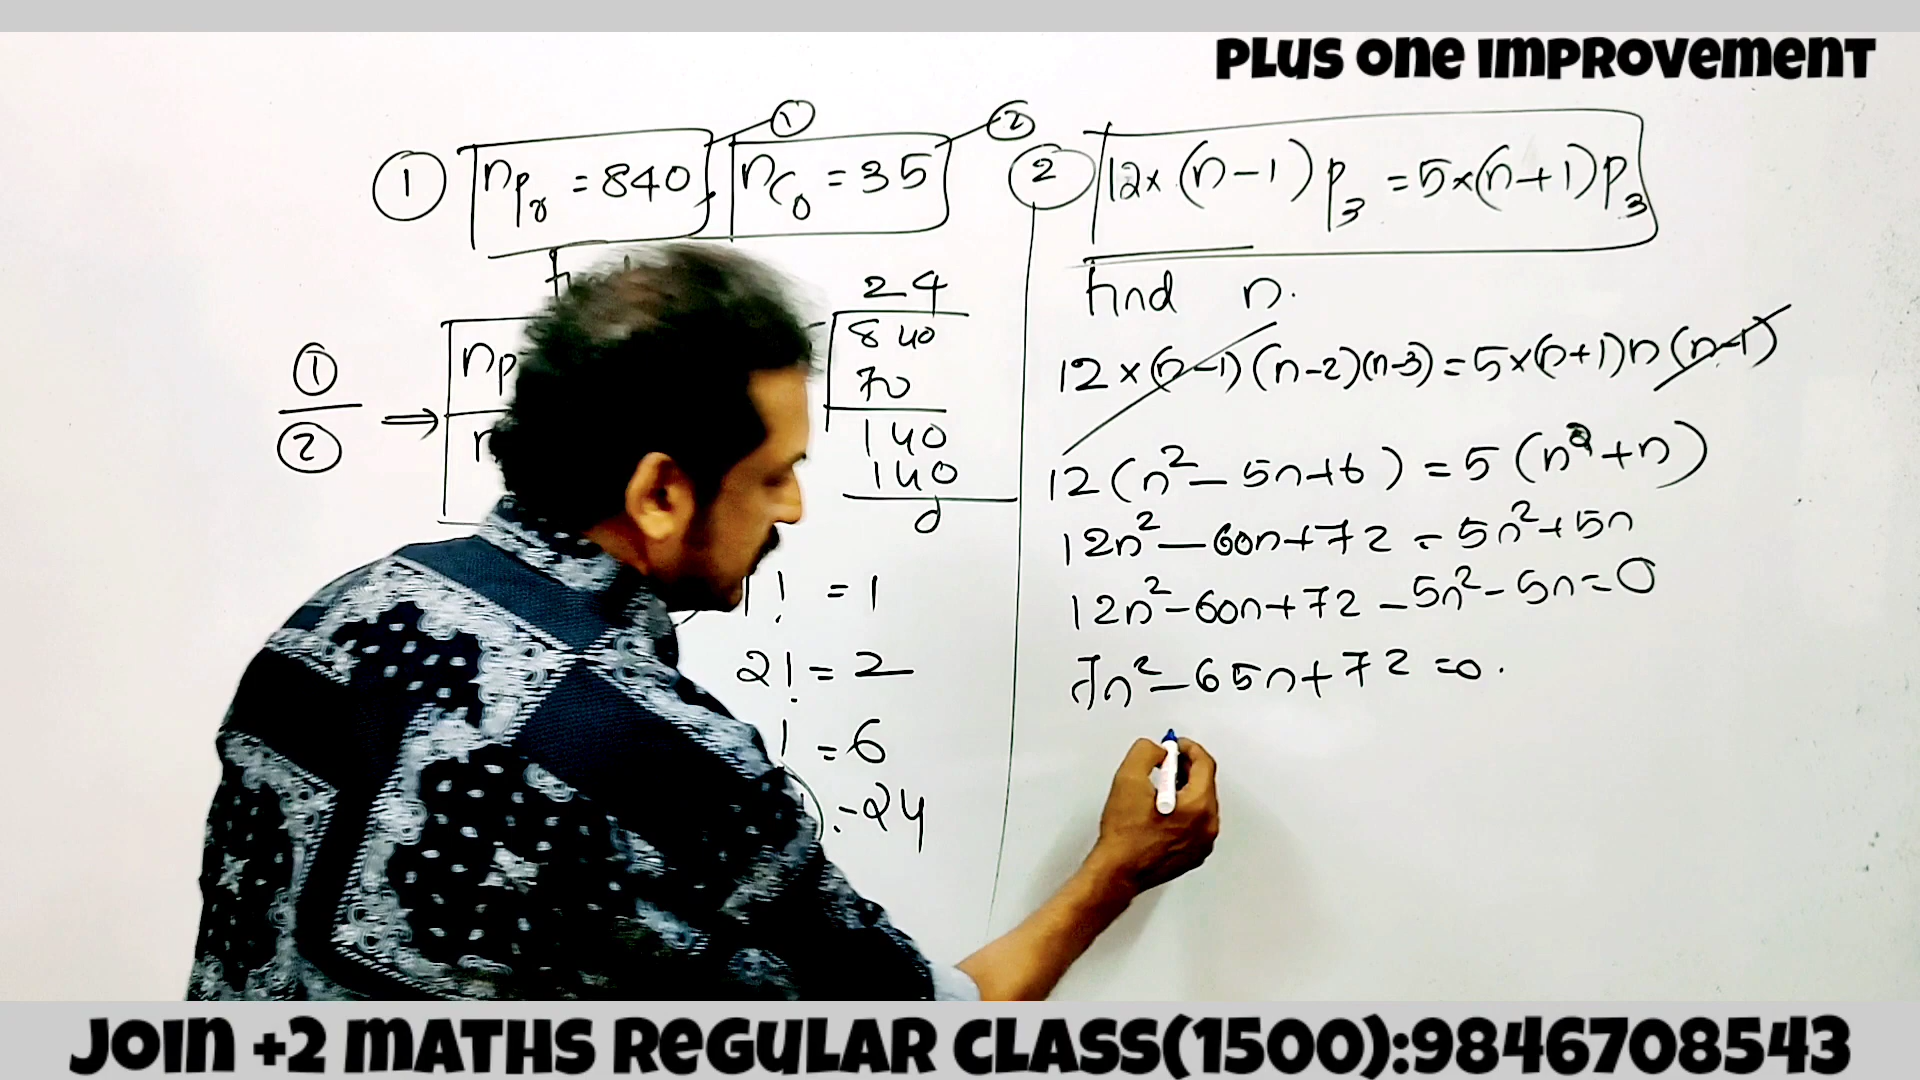 PLUS ONE IMPROVEMENT
① nPr = 840, ① nCr = 35 ②
24
840
70
140
140
0
① / ② ⇒ nP
1! = 1
2! = 2
! = 6
= 24
② 12×(n-1)P3 = 5×(n+1)P3
find n.
12×(n-1)(n-2)(n-3)=5×(n+1)n(n-1)
12(n²-5n+6) = 5(n²+n)
12n²-60n+72 = 5n²+5n
12n²-60n+72-5n²-5n=0
7n²-65n+72=0.
JOIN +2 MATHS REGULAR CLASS(1500):9846708543